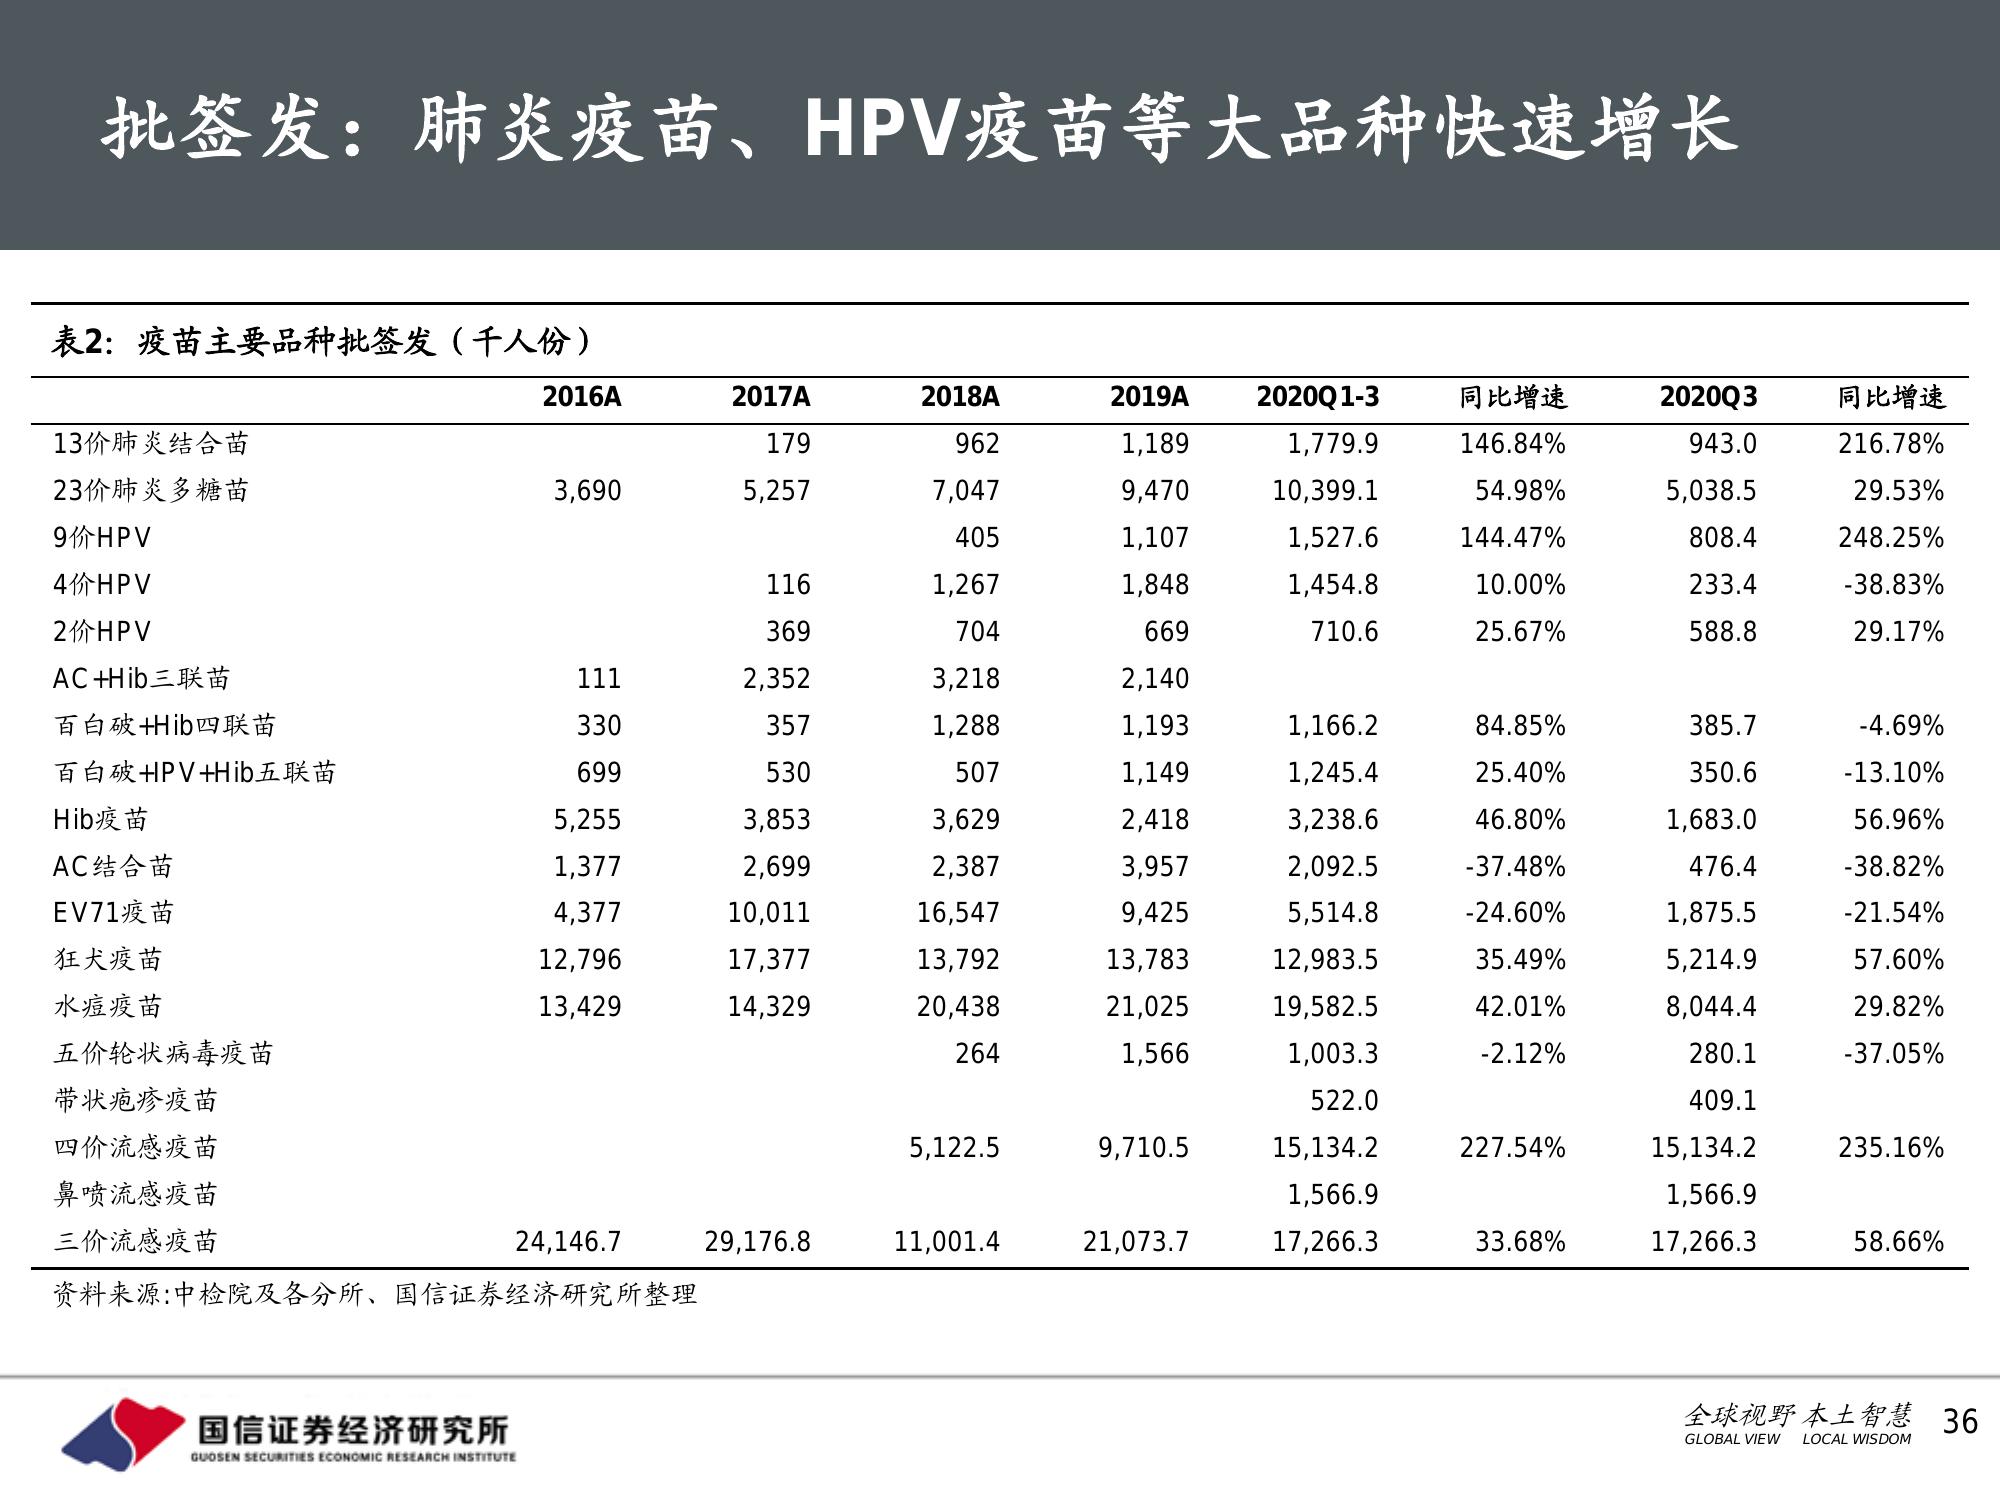 批签发：肺炎疫苗、HPV疫苗等大品种快速增长
表2：疫苗主要品种批签发（千人份）
2016A 2017A 2018A 2019A 2020Q1-3 同比增速 2020Q3 同比增速
13价肺炎结合苗 179 962 1,189 1,779.9 146.84% 943.0 216.78%
23价肺炎多糖苗 3,690 5,257 7,047 9,470 10,399.1 54.98% 5,038.5 29.53%
9价HPV 405 1,107 1,527.6 144.47% 808.4 248.25%
4价HPV 116 1,267 1,848 1,454.8 10.00% 233.4 -38.83%
2价HPV 369 704 669 710.6 25.67% 588.8 29.17%
AC+Hib三联苗 111 2,352 3,218 2,140
百白破+Hib四联苗 330 357 1,288 1,193 1,166.2 84.85% 385.7 -4.69%
百白破+IPV+Hib五联苗 699 530 507 1,149 1,245.4 25.40% 350.6 -13.10%
Hib疫苗 5,255 3,853 3,629 2,418 3,238.6 46.80% 1,683.0 56.96%
AC结合苗 1,377 2,699 2,387 3,957 2,092.5 -37.48% 476.4 -38.82%
EV71疫苗 4,377 10,011 16,547 9,425 5,514.8 -24.60% 1,875.5 -21.54%
狂犬疫苗 12,796 17,377 13,792 13,783 12,983.5 35.49% 5,214.9 57.60%
水痘疫苗 13,429 14,329 20,438 21,025 19,582.5 42.01% 8,044.4 29.82%
五价轮状病毒疫苗 264 1,566 1,003.3 -2.12% 280.1 -37.05%
带状疱疹疫苗 522.0 409.1
四价流感疫苗 5,122.5 9,710.5 15,134.2 227.54% 15,134.2 235.16%
鼻喷流感疫苗 1,566.9 1,566.9
三价流感疫苗 24,146.7 29,176.8 11,001.4 21,073.7 17,266.3 33.68% 17,266.3 58.66%
资料来源:中检院及各分所、国信证券经济研究所整理
国信证券经济研究所
GUOSEN SECURITIES ECONOMIC RESEARCH INSTITUTE
全球视野 本土智慧
GLOBAL VIEW LOCAL WISDOM
36